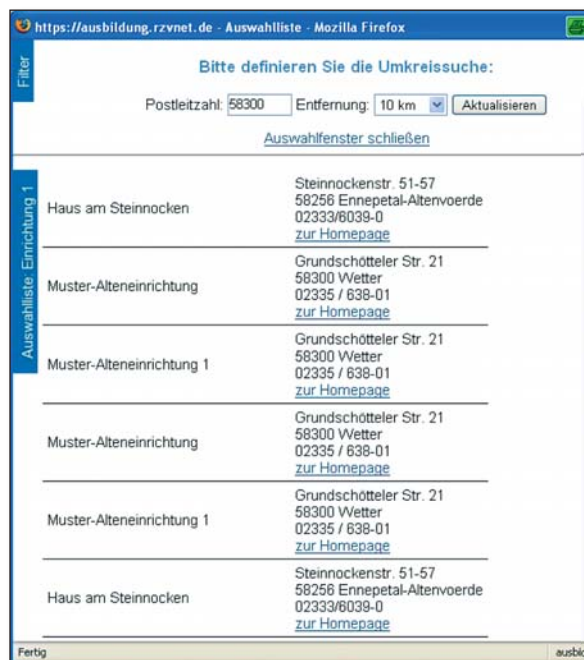 https://ausbildung.rzvnet.de - Auswahlliste - Mozilla Firefox
Filter
Bitte definieren Sie die Umkreissuche:
Postleitzahl: 58300 Entfernung: 10 km Aktualisieren
Auswahlfenster schließen
Auswahlliste: Einrichtung 1
Haus am Steinnocken
Steinnockenstr. 51-57
58256 Ennepetal-Altenvoerde
02333/6039-0
zur Homepage
Muster-Alteneinrichtung
Grundschötteler Str. 21
58300 Wetter
02335 / 638-01
zur Homepage
Muster-Alteneinrichtung 1
Grundschötteler Str. 21
58300 Wetter
02335 / 638-01
zur Homepage
Muster-Alteneinrichtung
Grundschötteler Str. 21
58300 Wetter
02335 / 638-01
zur Homepage
Muster-Alteneinrichtung 1
Grundschötteler Str. 21
58300 Wetter
02335 / 638-01
zur Homepage
Haus am Steinnocken
Steinnockenstr. 51-57
58256 Ennepetal-Altenvoerde
02333/6039-0
zur Homepage
Fertig